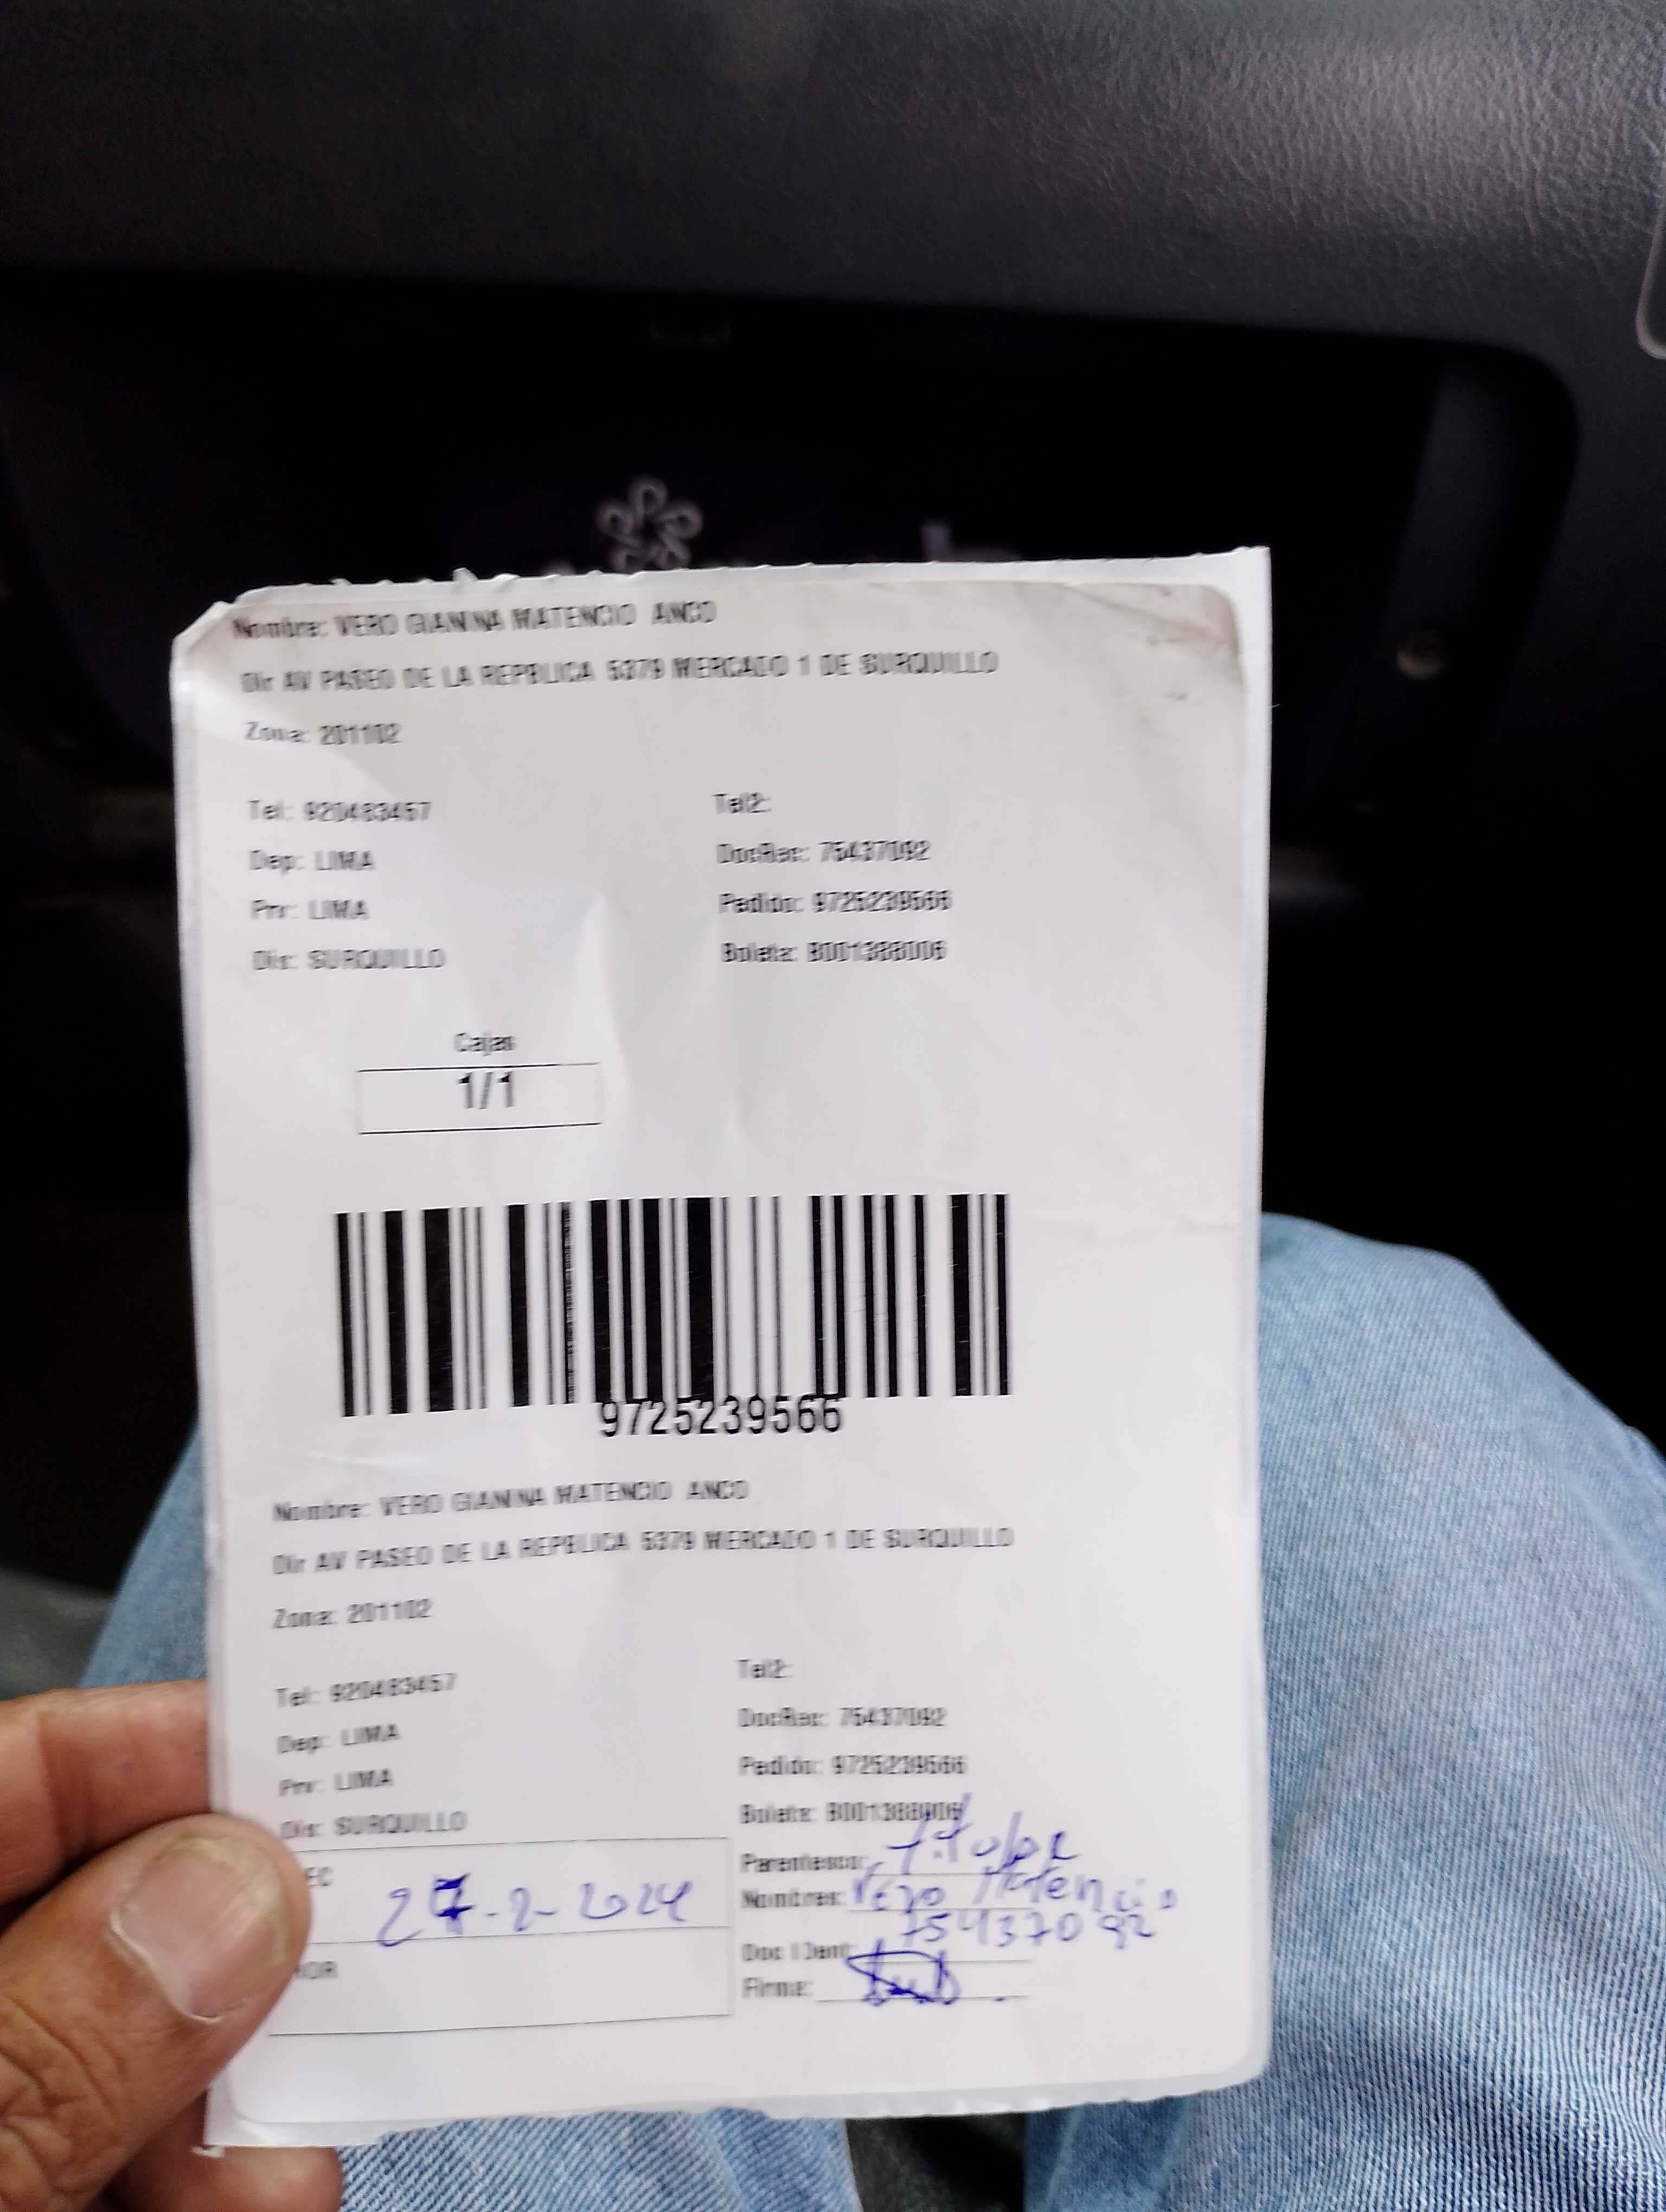 Nombre: VERO GIANINA MATENCIO ANCO
Dir AV PASEO DE LA REPBLICA 5379 MERCADO 1 DE SURQUILLO
Zona: 201102
Tel: 920483457
Tel2:
Dep: LIMA
DocRec: 75437092
Prv: LIMA
Pedido: 9725239566
Dis: SURQUILLO
Boleta: B001388006
Cajas
1/1
9725239566
Nombre: VERO GIANINA MATENCIO ANCO
Dir AV PASEO DE LA REPBLICA 5379 MERCADO 1 DE SURQUILLO
Zona: 201102
Tel: 920483457
Tel2:
Dep: LIMA
DocRec: 75437092
Prv: LIMA
Pedido: 9725239566
Dis: SURQUILLO
Boleta: B001388006
EC
27-2-2024
Parentesco: titular
Nombres: Vero Matencio
75437092
Doc Ident:
HOR
Firma: